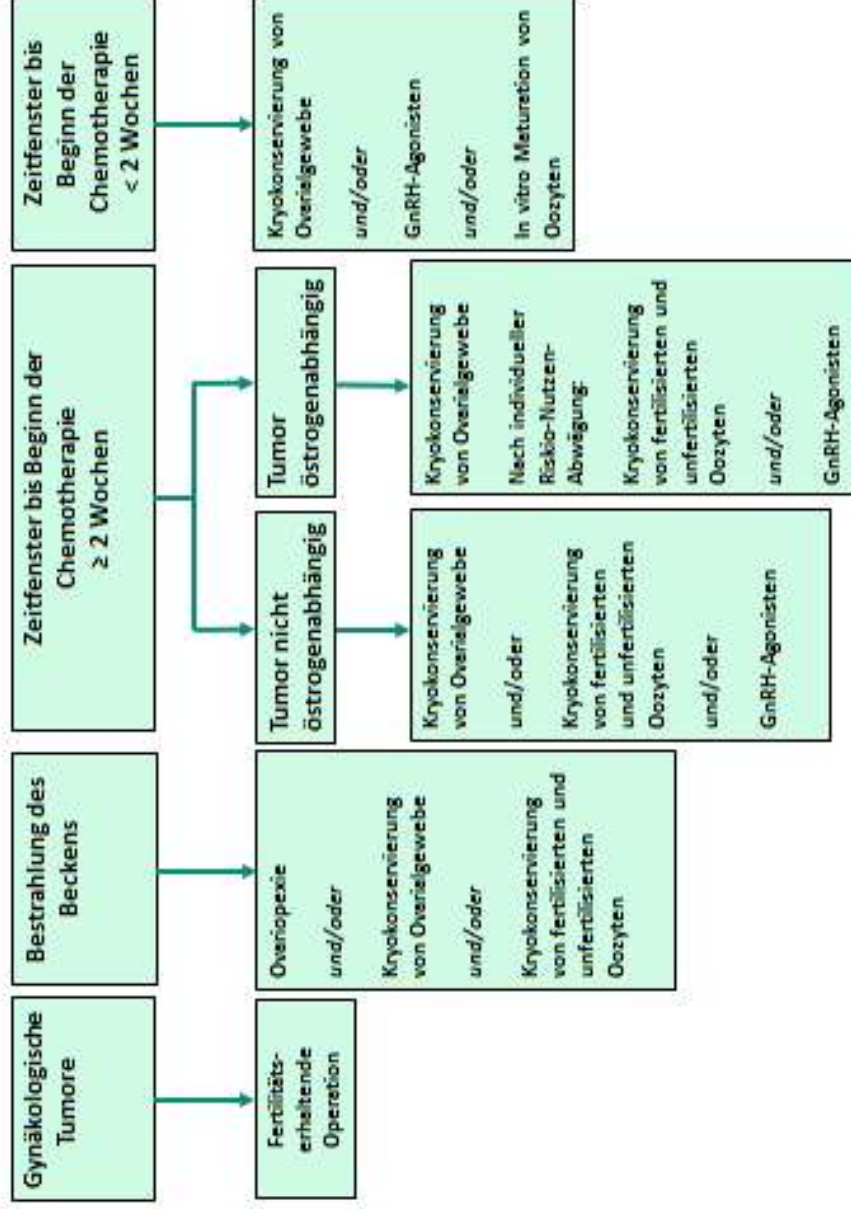 Gynäkologische
Tumore
Fertilitäts-
erhaltende
Operation
Bestrahlung des
Beckens
Ovariopexie
und/oder
Kryokonservierung
von Ovarialgewebe
und/oder
Kryokonservierung
von fertilisierten und
unfertilisierten
Oozyten
Zeitfenster bis Beginn der
Chemotherapie
≥ 2 Wochen
Tumor nicht
östrogenabhängig
Kryokonservierung
von Ovarialgewebe
und/oder
Kryokonservierung
von fertilisierten
und unfertilisierten
Oozyten
und/oder
GnRH-Agonisten
Tumor
östrogenabhängig
Kryokonservierung
von Ovarialgewebe
Nach individueller
Riskio-Nutzen-
Abwägung:
Kryokonservierung
von fertilisierten und
unfertilisierten
Oozyten
und/oder
GnRH-Agonisten
Zeitfenster bis
Beginn der
Chemotherapie
< 2 Wochen
Kryokonservierung von
Ovarialgewebe
und/oder
GnRH-Agonisten
und/oder
In vitro Maturation von
Oozyten